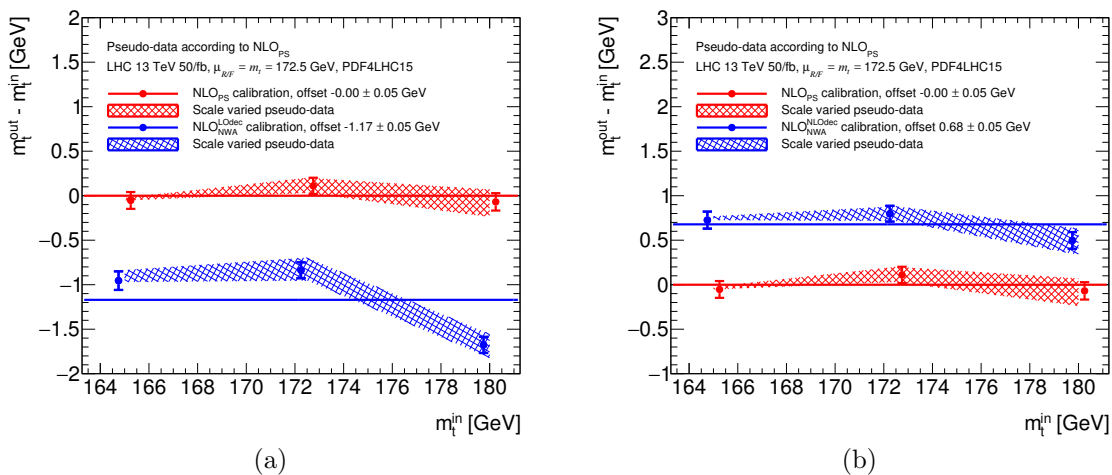 2
1.5
1
0.5
0
−0.5
−1
−1.5
−2
m_t^out - m_t^in [GeV]
Pseudo-data according to NLO_PS
LHC 13 TeV 50/fb, μ_R/F = m_t = 172.5 GeV, PDF4LHC15
NLO_PS calibration, offset -0.00 ± 0.05 GeV
Scale varied pseudo-data
NLO_NWA^LOdec calibration, offset -1.17 ± 0.05 GeV
Scale varied pseudo-data
164 166 168 170 172 174 176 178 180
m_t^in [GeV]
(a)
3
2.5
2
1.5
1
0.5
0
−0.5
−1
m_t^out - m_t^in [GeV]
Pseudo-data according to NLO_PS
LHC 13 TeV 50/fb, μ_R/F = m_t = 172.5 GeV, PDF4LHC15
NLO_PS calibration, offset -0.00 ± 0.05 GeV
Scale varied pseudo-data
NLO_NWA^NLOdec calibration, offset 0.68 ± 0.05 GeV
Scale varied pseudo-data
164 166 168 170 172 174 176 178 180
m_t^in [GeV]
(b)